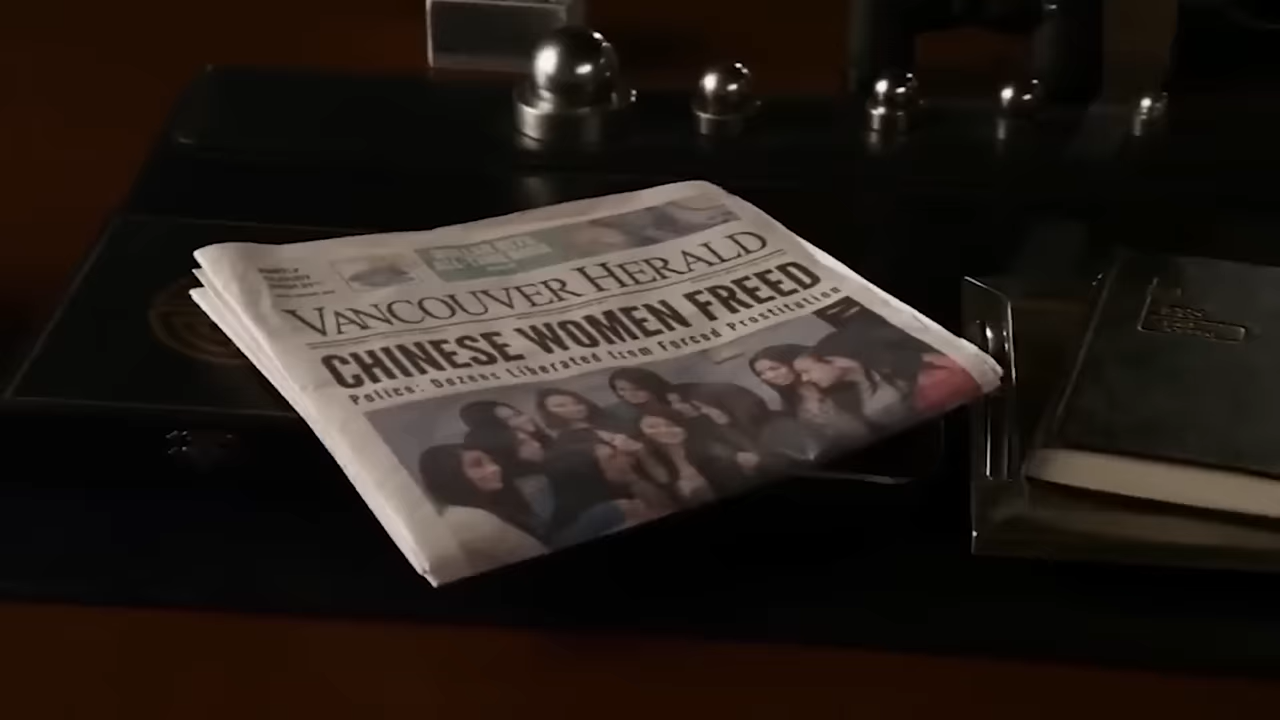 VANCOUVER HERALD
CHINESE WOMEN FREED
Police: Dozens Liberated from Forced Prostitution